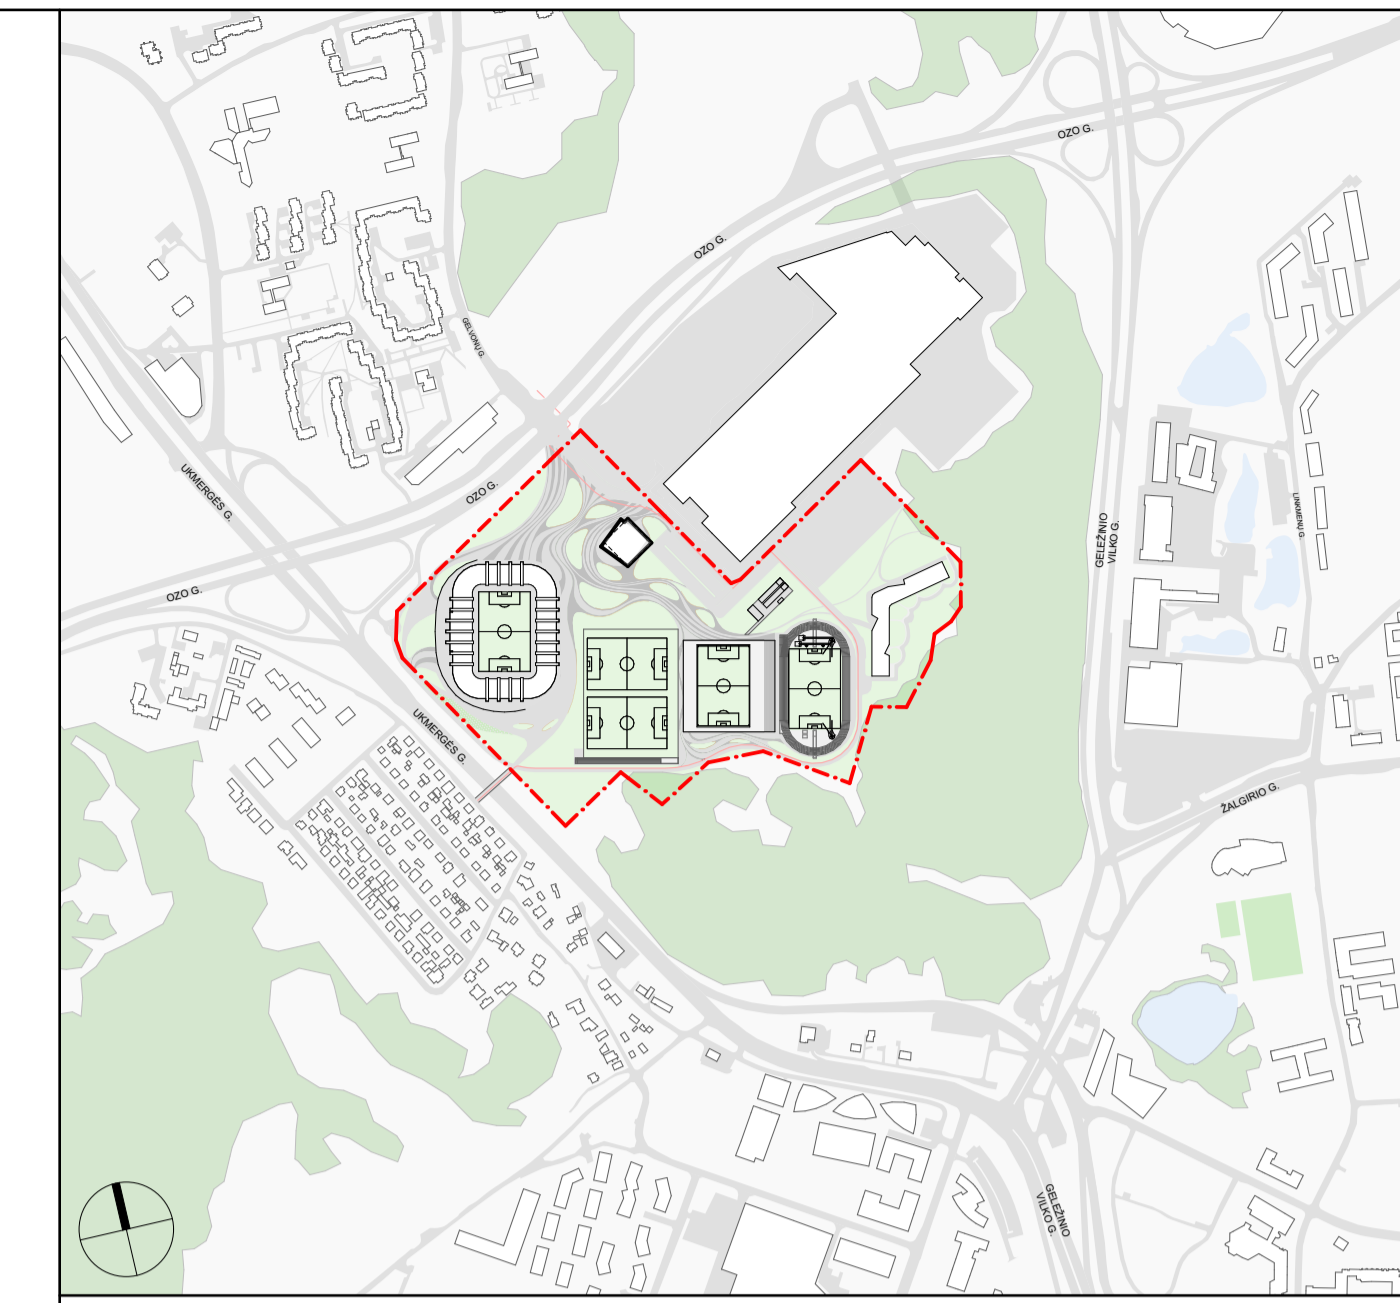 OZO G.
OZO G.
GELVONŲ G.
UKMERGĖS G.
OZO G.
LINKMENŲ G.
GELEŽINIO
VILKO G.
OZO G.
UKMERGĖS G.
ŽALGIRIO G.
GELEŽINIO
VILKO G.